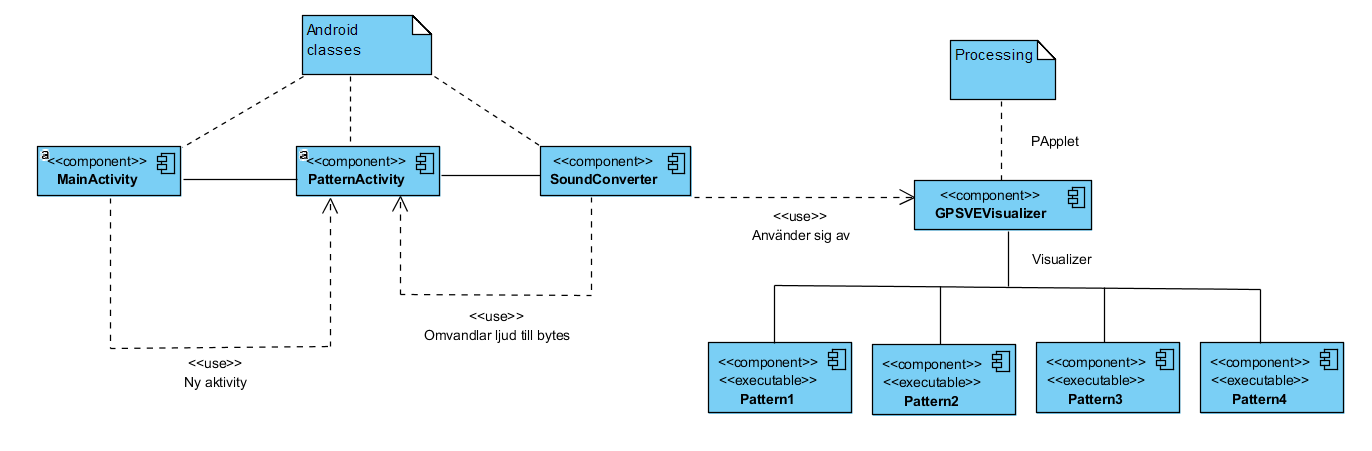 Android
classes
Processing
PApplet
a
<<component>>
MainActivity
a
<<component>>
PatternActivity
<<component>>
SoundConverter
<<component>>
GPSVEVisualizer
<<use>>
Använder sig av
Visualizer
<<use>>
Omvandlar ljud till bytes
<<use>>
Ny aktivity
<<component>>
<<executable>>
Pattern1
<<component>>
<<executable>>
Pattern2
<<component>>
<<executable>>
Pattern3
<<component>>
<<executable>>
Pattern4